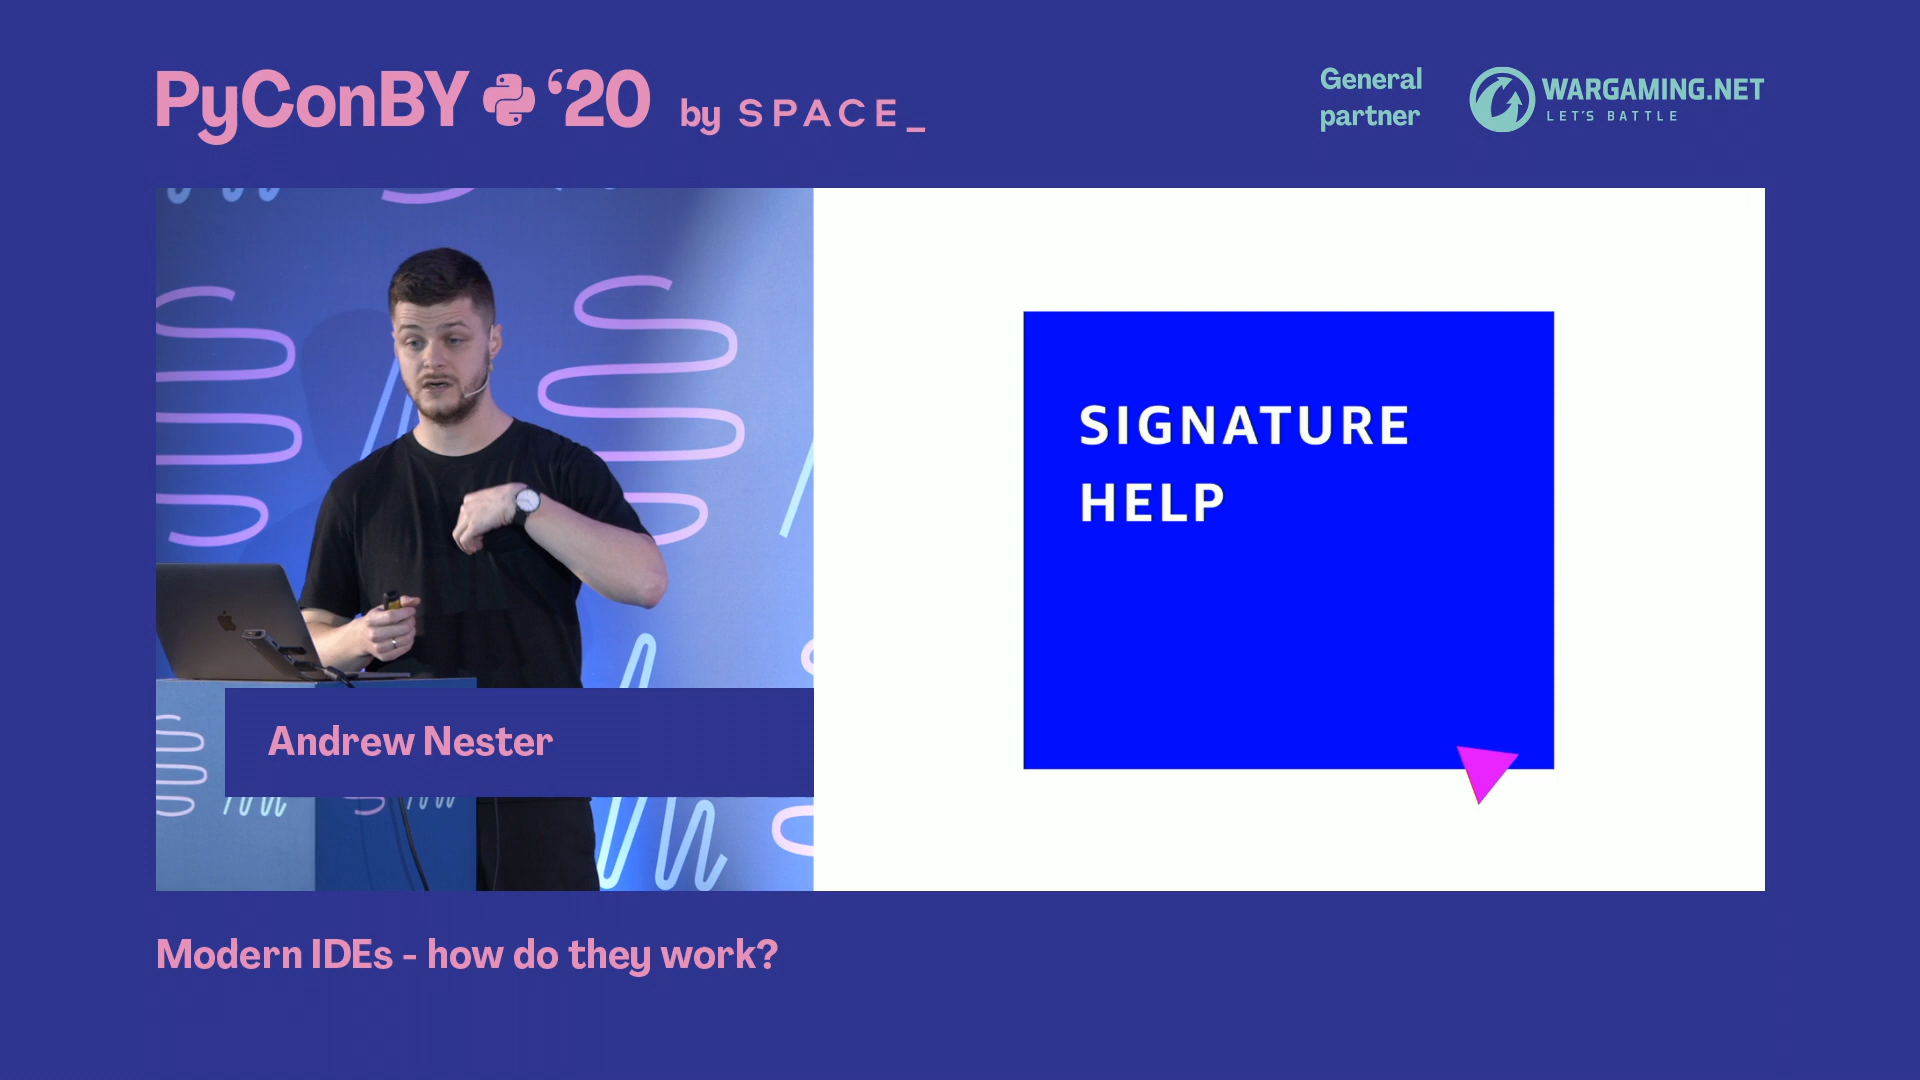 PyConBY '20 by SPACE_
General
partner
WARGAMING.NET
LET'S BATTLE
SIGNATURE
HELP
Andrew Nester
Modern IDEs - how do they work?